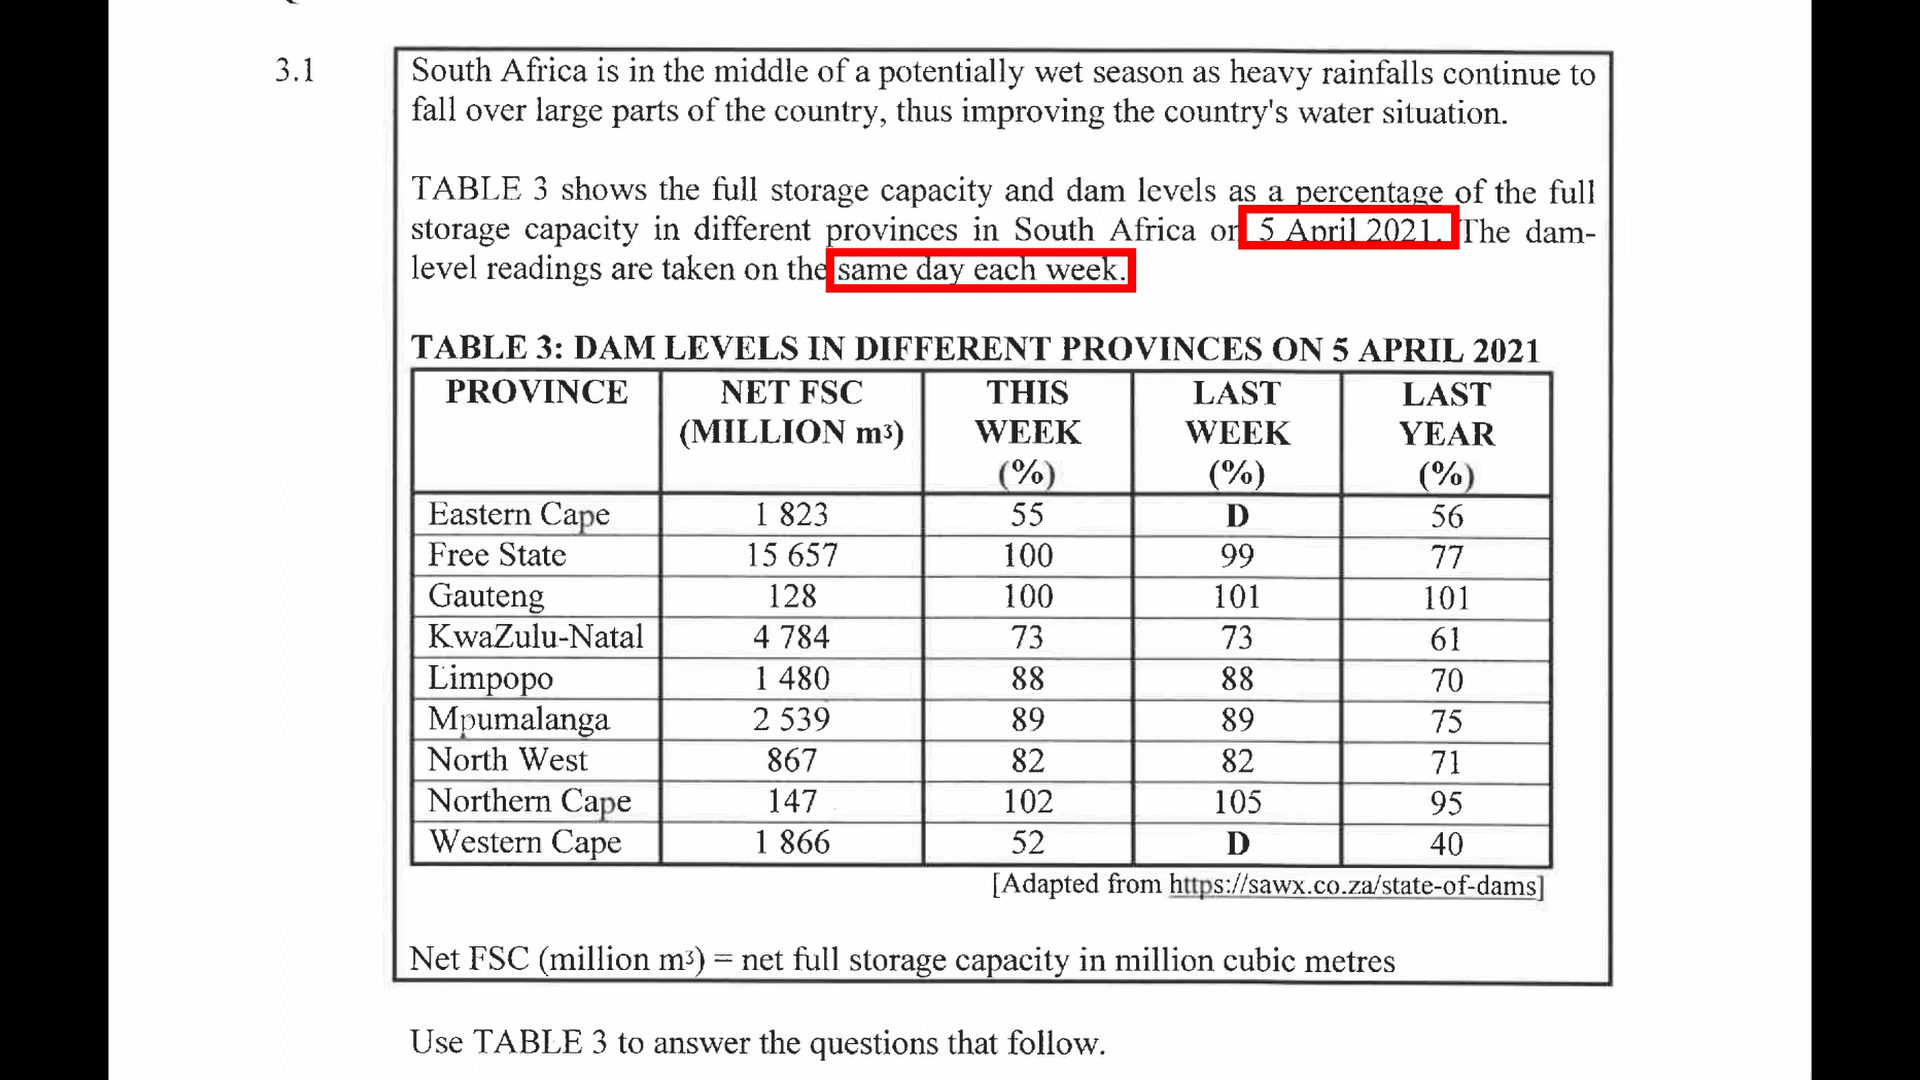 3.1
South Africa is in the middle of a potentially wet season as heavy rainfalls continue to
fall over large parts of the country, thus improving the country's water situation.
TABLE 3 shows the full storage capacity and dam levels as a percentage of the full
storage capacity in different provinces in South Africa on 5 April 2021. The dam-
level readings are taken on the same day each week.
TABLE 3: DAM LEVELS IN DIFFERENT PROVINCES ON 5 APRIL 2021
PROVINCE NET FSC (MILLION m³) THIS WEEK (%) LAST WEEK (%) LAST YEAR (%)
Eastern Cape 1 823 55 D 56
Free State 15 657 100 99 77
Gauteng 128 100 101 101
KwaZulu-Natal 4 784 73 73 61
Limpopo 1 480 88 88 70
Mpumalanga 2 539 89 89 75
North West 867 82 82 71
Northern Cape 147 102 105 95
Western Cape 1 866 52 D 40
[Adapted from https://sawx.co.za/state-of-dams]
Net FSC (million m³) = net full storage capacity in million cubic metres
Use TABLE 3 to answer the questions that follow.